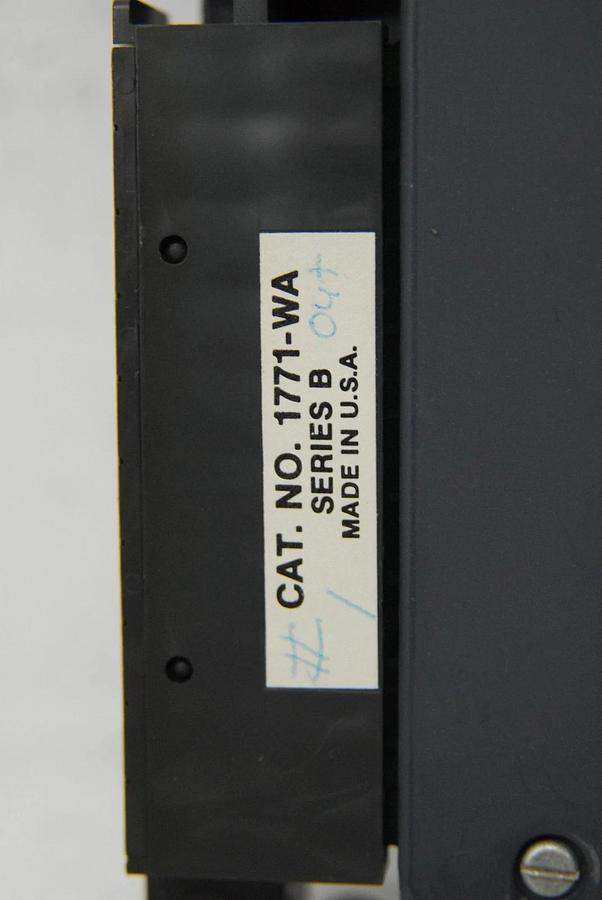 CAT. NO. 1771-WA
SERIES B
MADE IN U.S.A.
out
#1